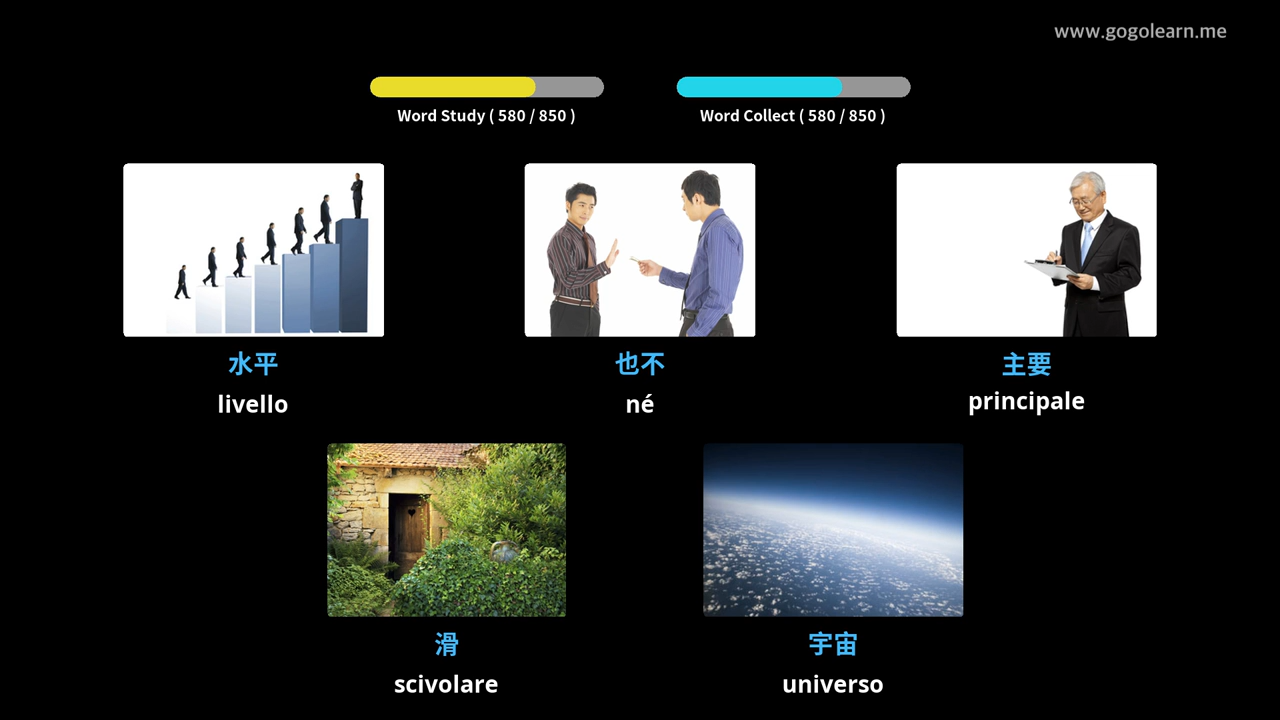 www.gogolearn.me
Word Study ( 580 / 850 )
Word Collect ( 580 / 850 )
水平
livello
也不
né
主要
principale
滑
scivolare
宇宙
universo